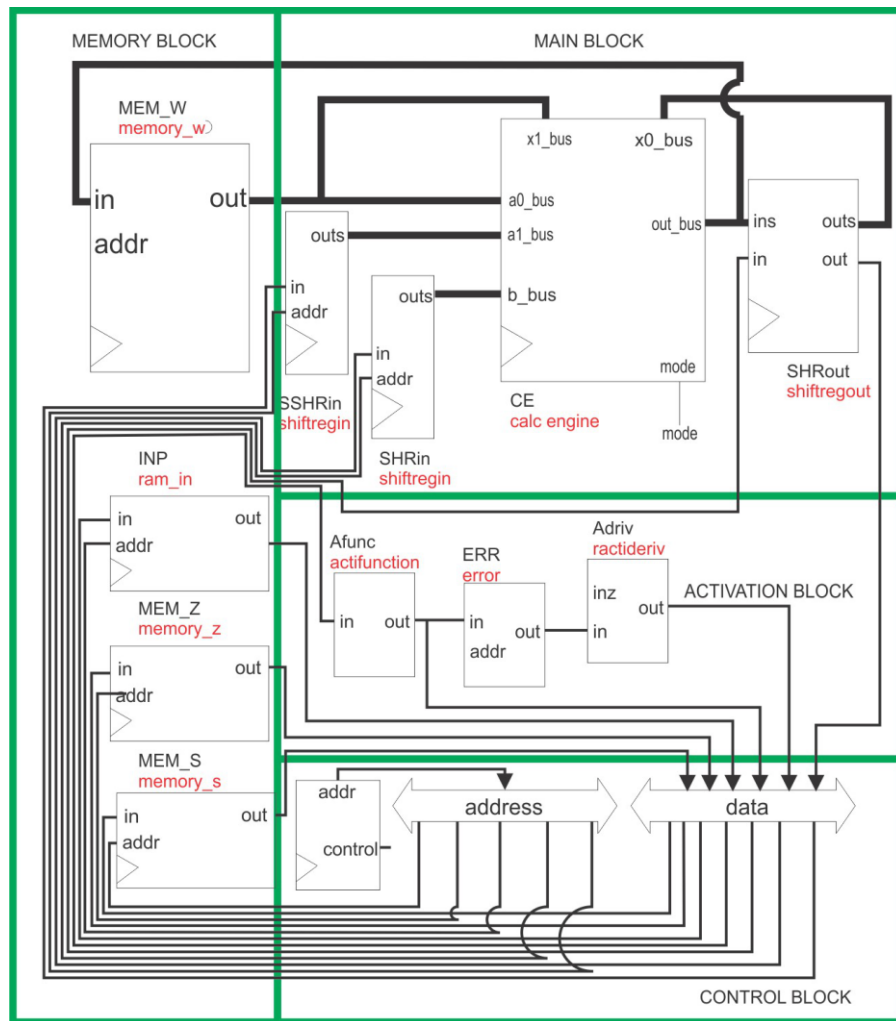 MEMORY BLOCK
MAIN BLOCK
MEM_W
memory_w
in
out
addr
x1_bus
x0_bus
a0_bus
a1_bus
b_bus
out_bus
mode
mode
CE
calc engine
ins
outs
in
out
SHRout
shiftregout
outs
in
addr
SSHRin
shiftregin
outs
in
addr
SHRin
shiftregin
INP
ram_in
in
out
addr
MEM_Z
memory_z
in
out
addr
MEM_S
memory_s
in
out
addr
Afunc
actifunction
in
out
ERR
error
in
out
addr
Adriv
ractideriv
inz
out
in
ACTIVATION BLOCK
addr
control
address
data
CONTROL BLOCK